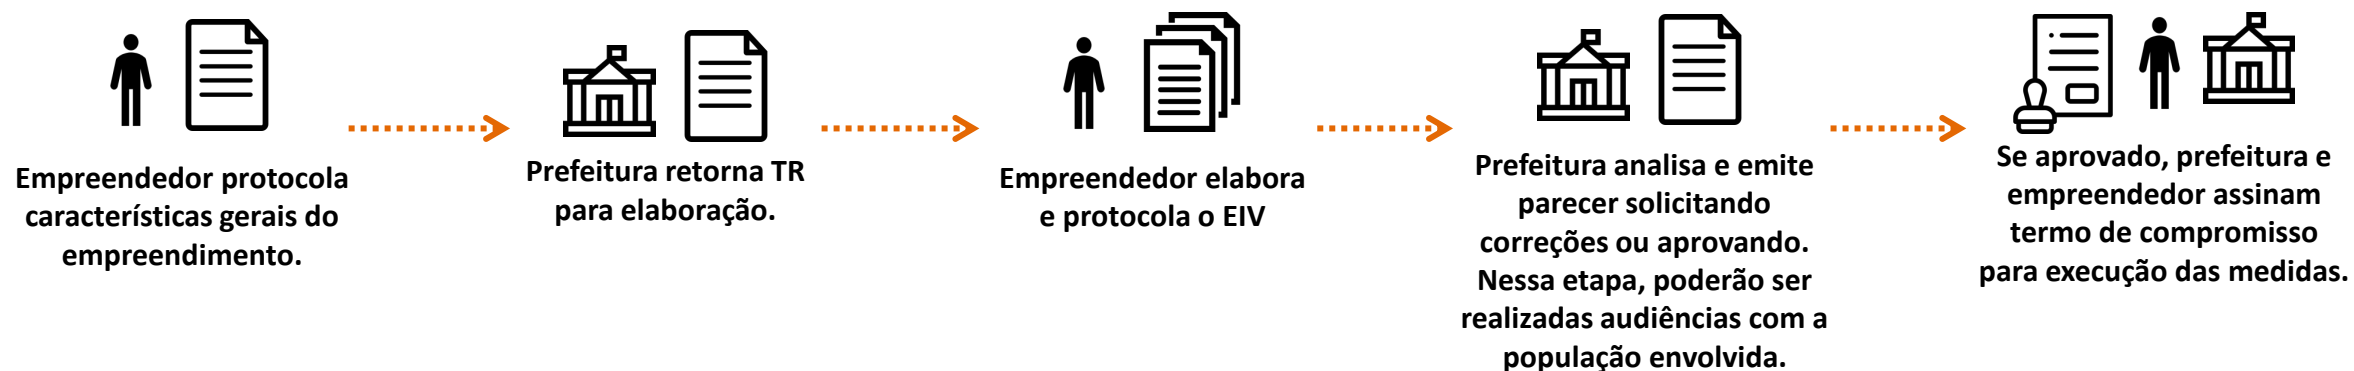 Empreendedor protocola
características gerais do
empreendimento.
Prefeitura retorna TR
para elaboração.
Empreendedor elabora
e protocola o EIV
Prefeitura analisa e emite
parecer solicitando
correções ou aprovando.
Nessa etapa, poderão ser
realizadas audiências com a
população envolvida.
Se aprovado, prefeitura e
empreendedor assinam
termo de compromisso
para execução das medidas.